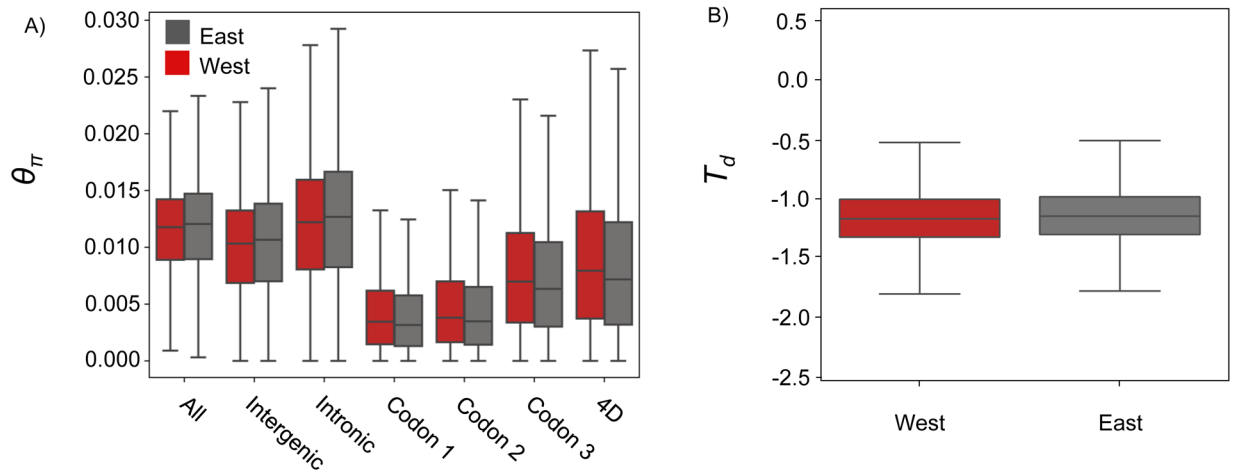 A)
θπ
0.030
0.025
0.020
0.015
0.010
0.005
0.000
East
West
All
Intergenic
Intronic
Codon 1
Codon 2
Codon 3
4D
B)
Td
0.5
0.0
-0.5
-1.0
-1.5
-2.0
-2.5
West
East